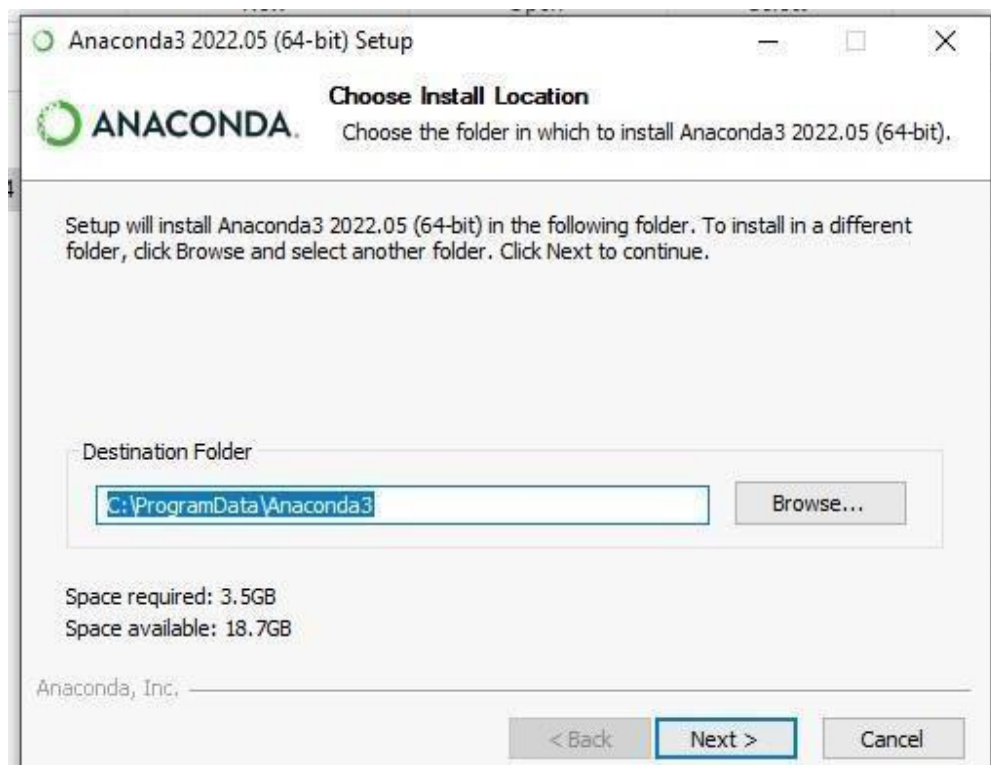 Anaconda3 2022.05 (64-bit) Setup
ANACONDA.
Choose Install Location
Choose the folder in which to install Anaconda3 2022.05 (64-bit).
Setup will install Anaconda3 2022.05 (64-bit) in the following folder. To install in a different
folder, click Browse and select another folder. Click Next to continue.
Destination Folder
C:\ProgramData\Anaconda3
Browse...
Space required: 3.5GB
Space available: 18.7GB
Anaconda, Inc.
< Back
Next >
Cancel